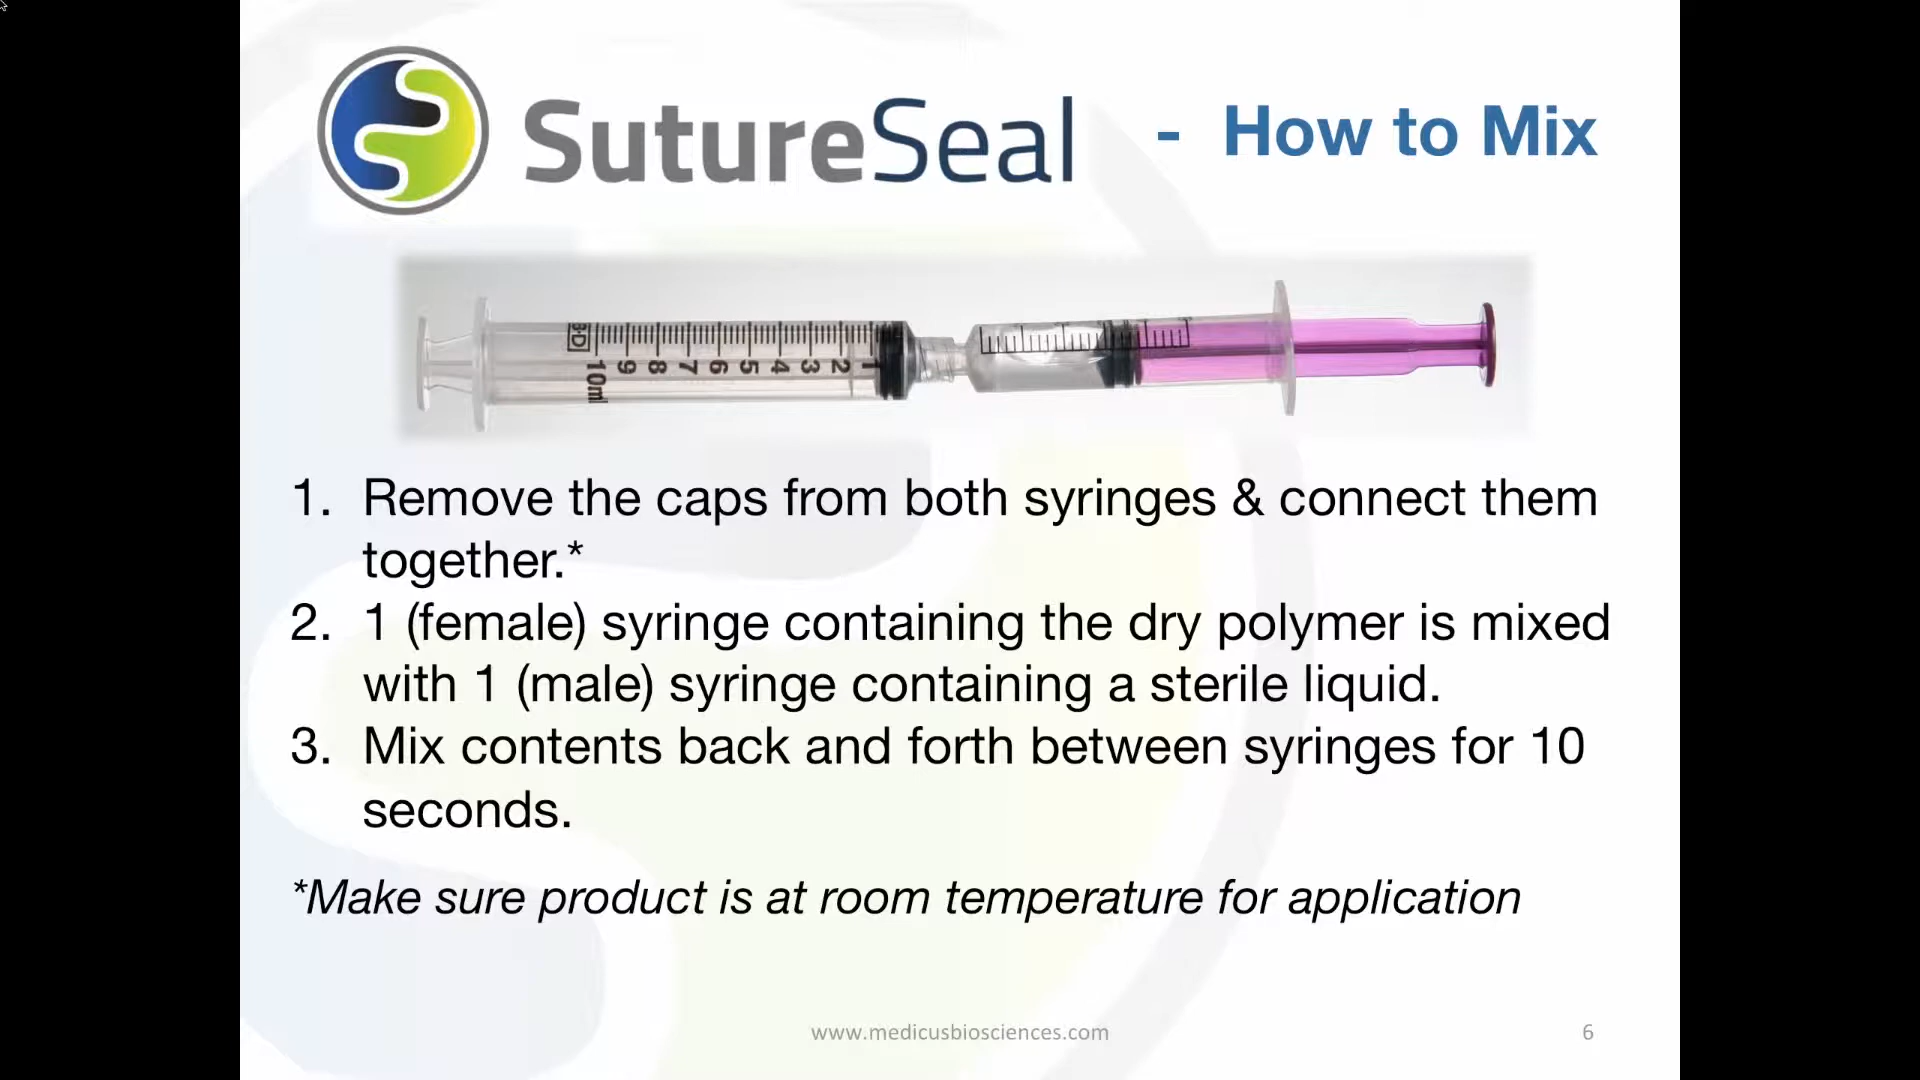 SutureSeal - How to Mix
B-D 10ml 9 8 7 6 5 4 3 2 1
1. Remove the caps from both syringes & connect them
together.*
2. 1 (female) syringe containing the dry polymer is mixed
with 1 (male) syringe containing a sterile liquid.
3. Mix contents back and forth between syringes for 10
seconds.
*Make sure product is at room temperature for application
www.medicusbiosciences.com 6